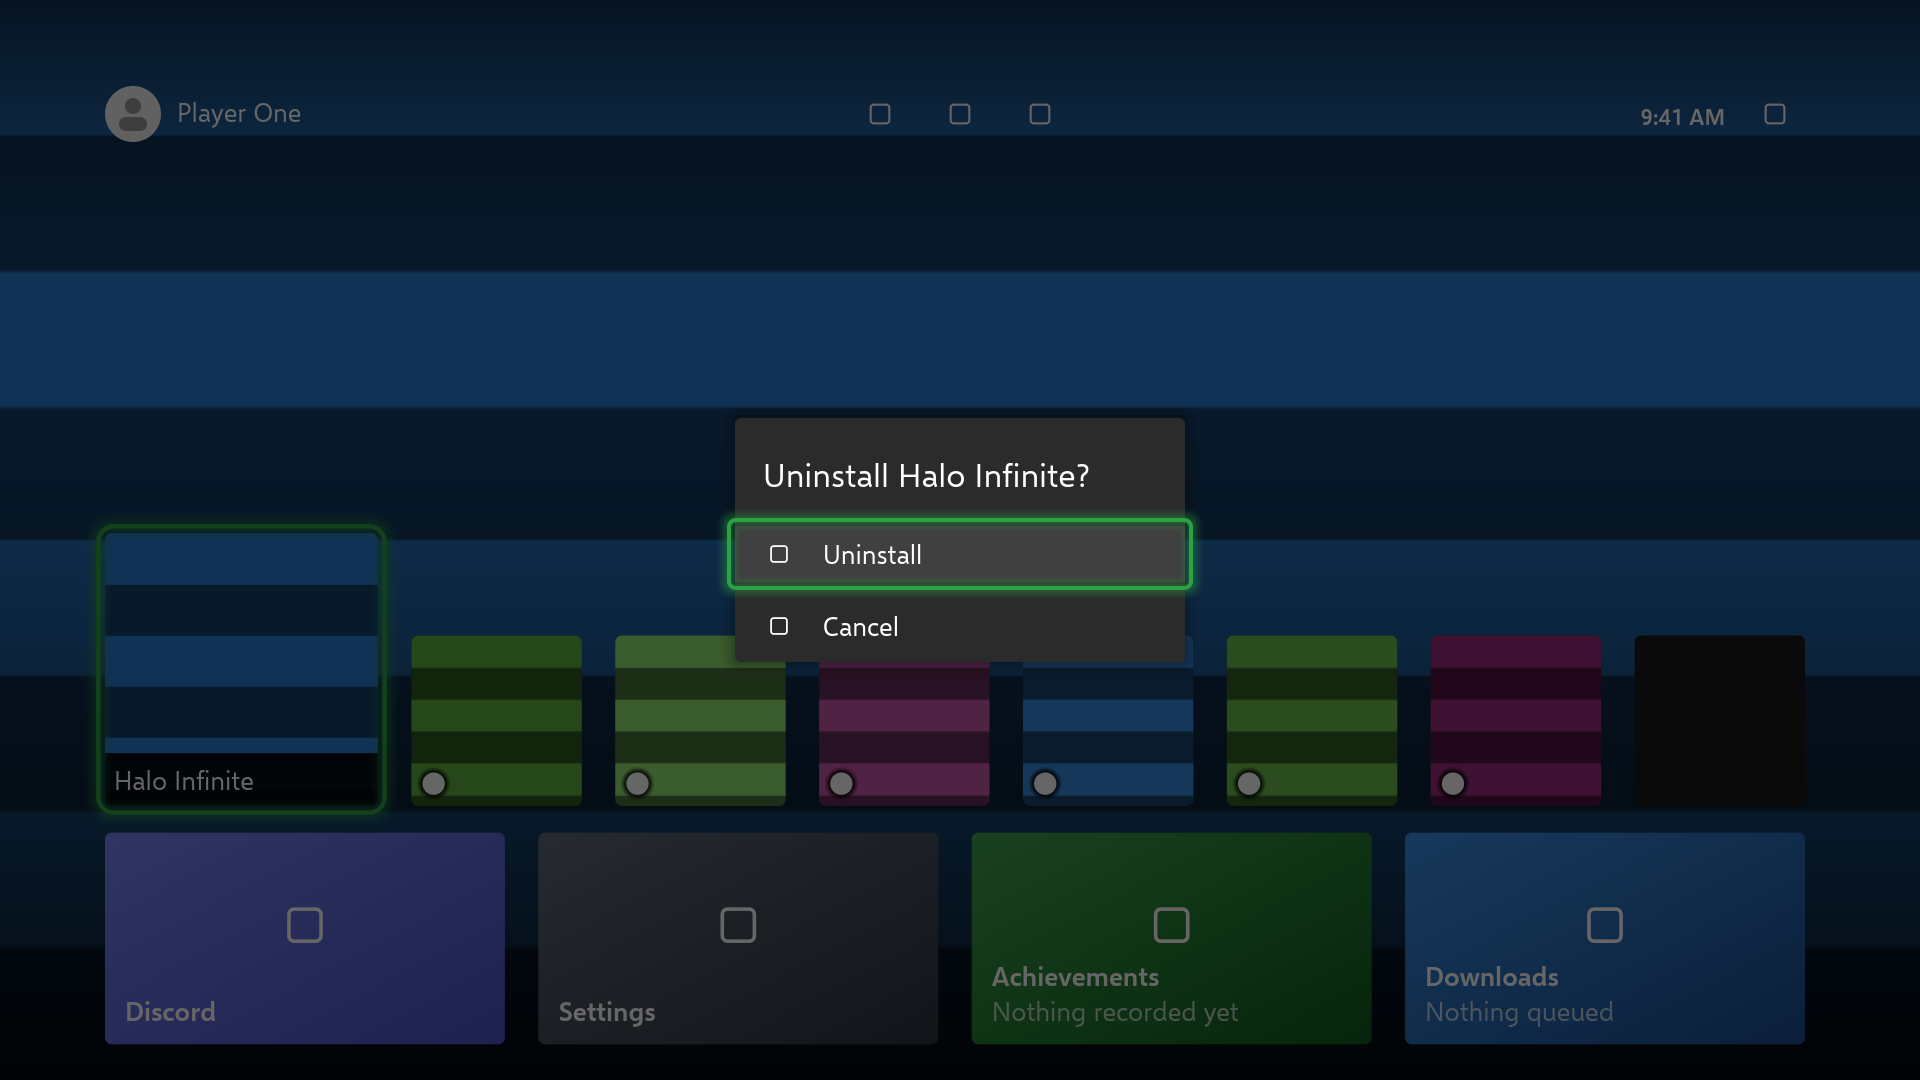 Player One
9:41 AM
Uninstall Halo Infinite?
Uninstall
Cancel
Halo Infinite
Discord
Settings
Achievements
Nothing recorded yet
Downloads
Nothing queued